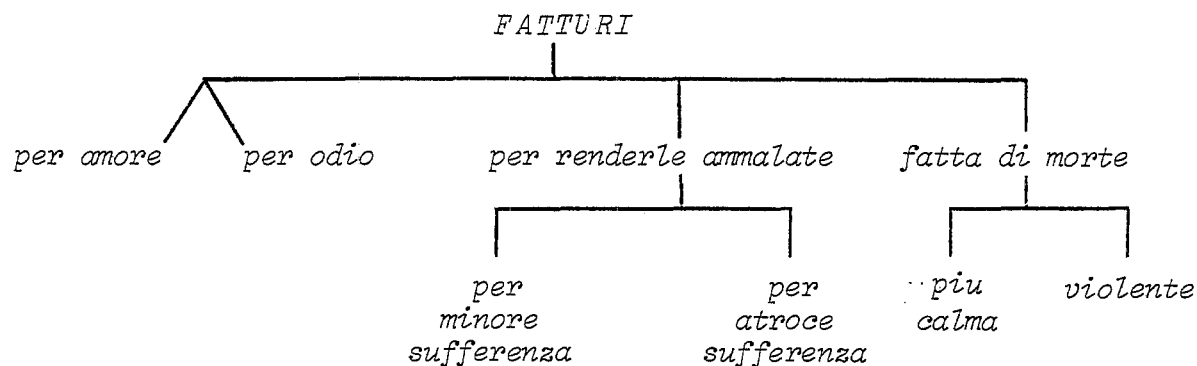 FATTURI
per amore per odio per renderle ammalate fatta di morte
per minore sufferenza
per atroce sufferenza
piu calma
violente